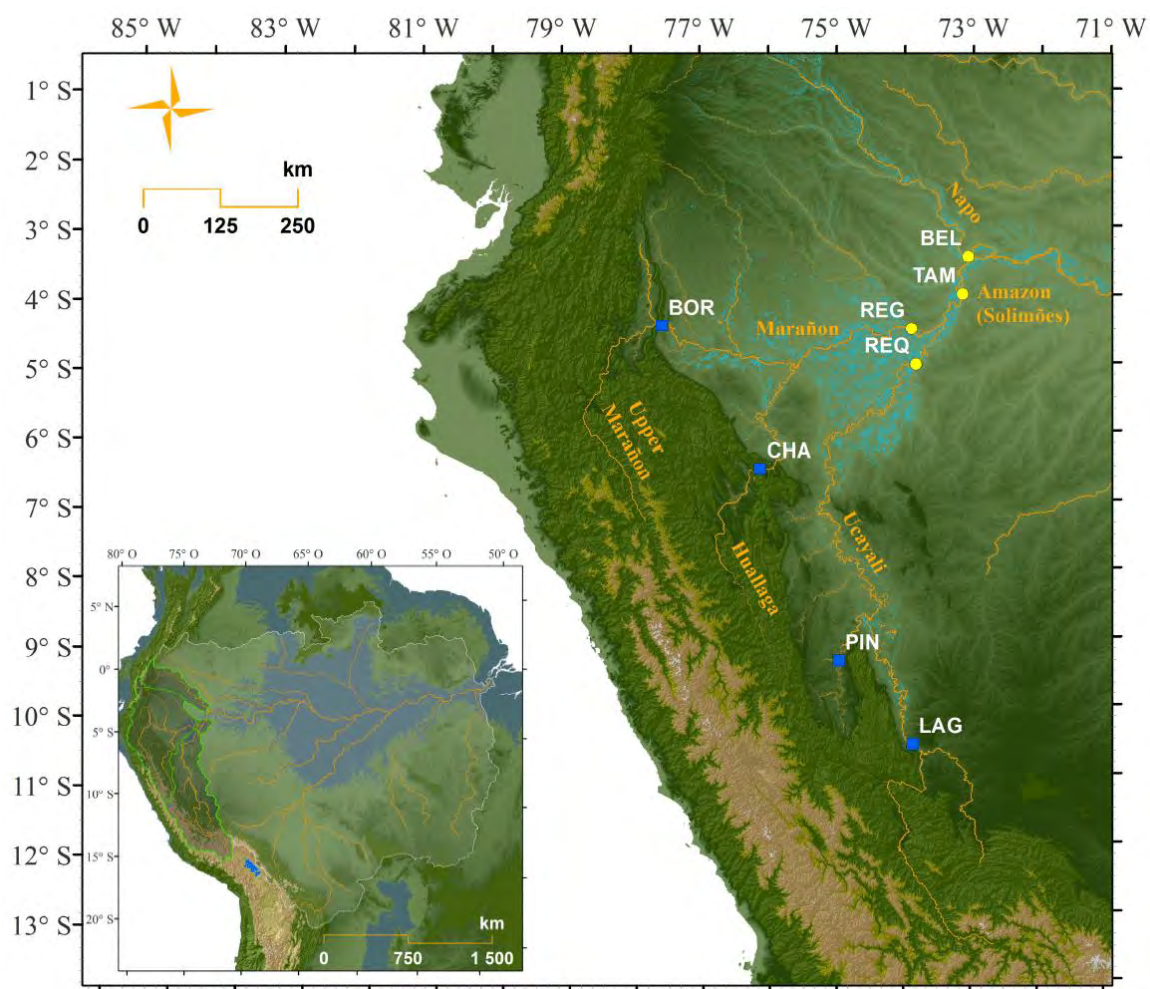 85° W 83° W 81° W 79° W 77° W 75° W 73° W 71° W
1° S
2° S
3° S
4° S
5° S
6° S
7° S
8° S
9° S
10° S
11° S
12° S
13° S
km
0 125 250
Napo
BEL
TAM
Amazon
(Solimões)
REG
REQ
BOR
Marañon
Upper
Marañon
CHA
Huallaga
Ucayali
PIN
LAG
80° O 75° O 70° O 65° O 60° O 55° O 50° O
5° N
0°
5° S
10° S
15° S
20° S
km
0 750 1 500